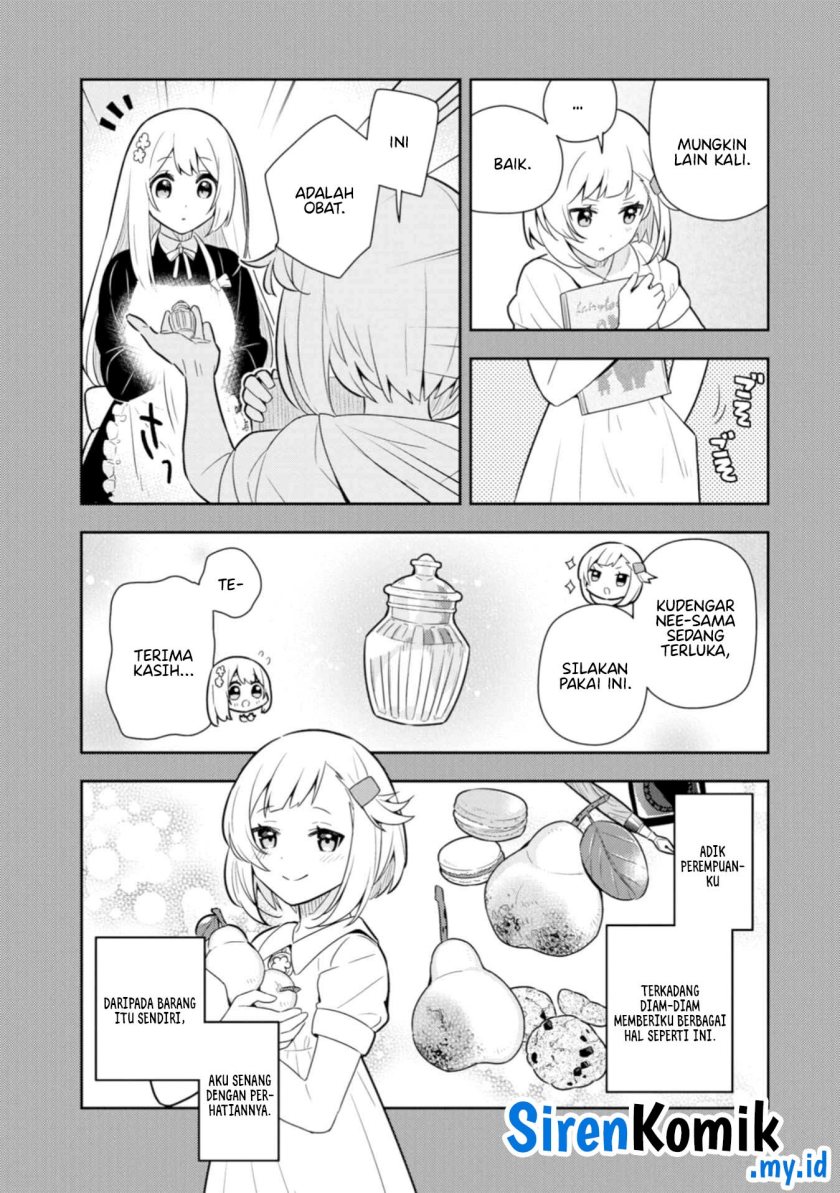 MUNGKIN
LAIN KALI.
...
BAIK.
INI
ADALAH
OBAT.
KUDENGAR
NEE-SAMA
SEDANG
TERLUKA,
SILAKAN
PAKAI INI.
TE-
TERIMA
KASIH...
ADIK
PEREMPUAN-
KU
TERKADANG
DIAM-DIAM
MEMBERIKU BERBAGAI
HAL SEPERTI INI.
DARIPADA BARANG
ITU SENDIRI,
AKU SENANG
DENGAN PER-
HATIANNYA.
SirenKomik
.my.id